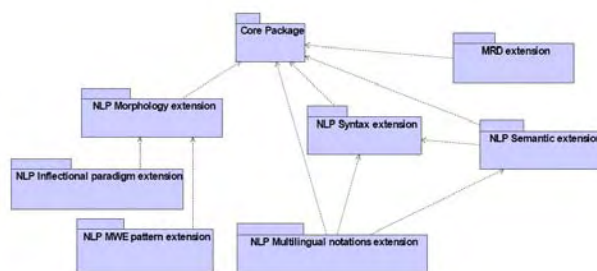 Core Package
MRD extension
NLP Morphology extension
NLP Syntax extension
NLP Semantic extension
NLP Inflectional paradigm extension
NLP MWE pattern extension
NLP Multilingual notations extension